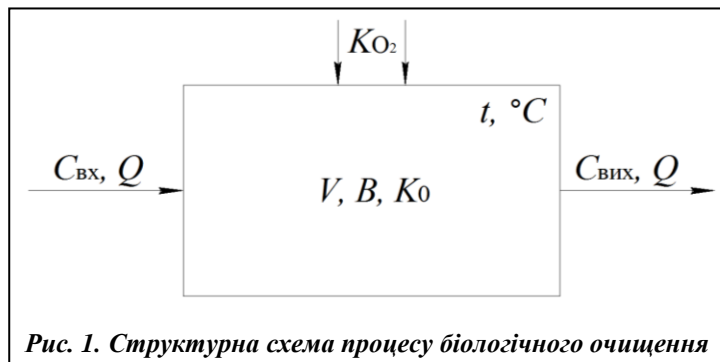 KO₂
t, °C
Cвх, Q
V, B, K0
Cвих, Q
Рис. 1. Структурна схема процесу біологічного очищення